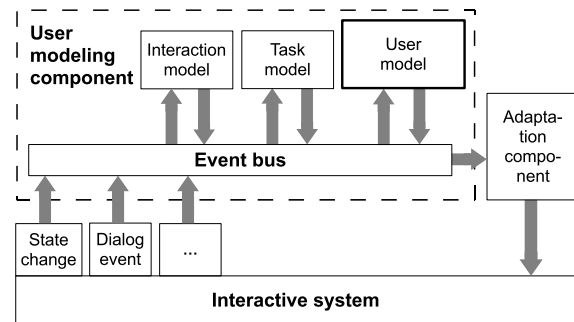 User
modeling
component
Interaction
model
Task
model
User
model
Event bus
Adapta-
tion
compo-
nent
State
change
Dialog
event
...
Interactive system